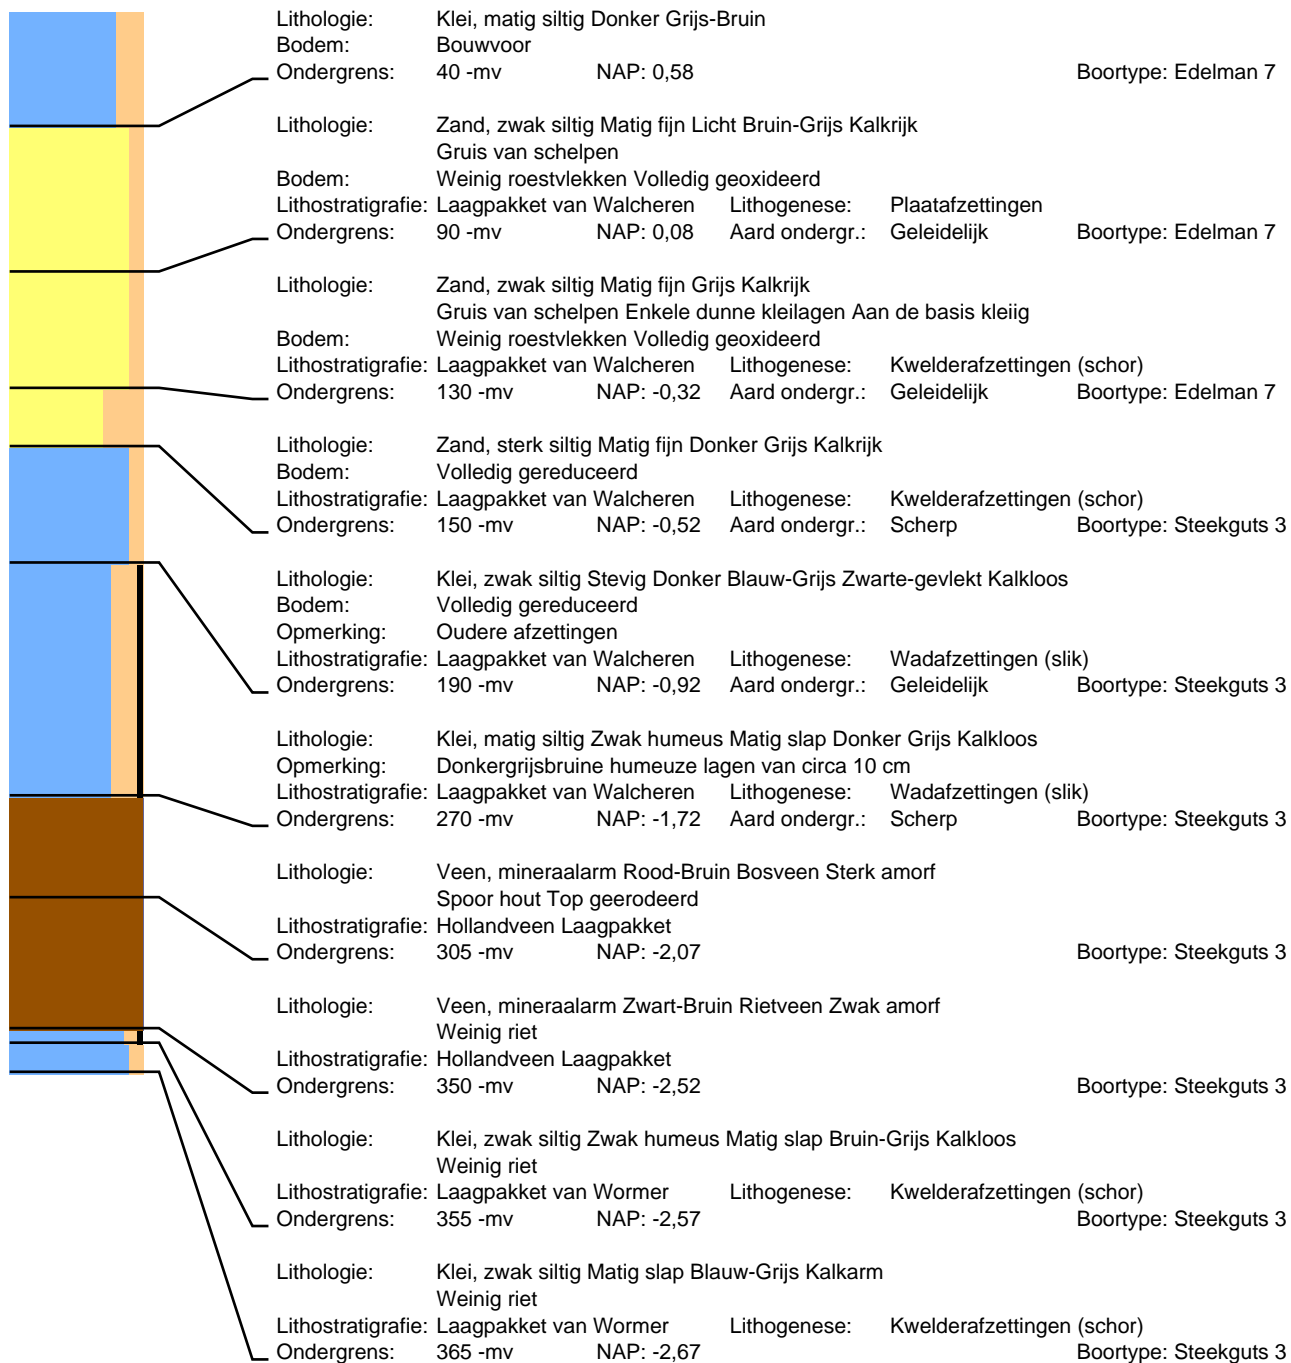 Lithologie: Klei, matig siltig Donker Grijs-Bruin
Bodem: Bouwvoor
Ondergrens: 40 -mv NAP: 0,58 Boortype: Edelman 7
Lithologie: Zand, zwak siltig Matig fijn Licht Bruin-Grijs Kalkrijk
Gruis van schelpen
Bodem: Weinig roestvlekken Volledig geoxideerd
Lithostratigrafie: Laagpakket van Walcheren Lithogenese: Plaatafzettingen
Ondergrens: 90 -mv NAP: 0,08 Aard ondergr.: Geleidelijk Boortype: Edelman 7
Lithologie: Zand, zwak siltig Matig fijn Grijs Kalkrijk
Gruis van schelpen Enkele dunne kleilagen Aan de basis kleiig
Bodem: Weinig roestvlekken Volledig geoxideerd
Lithostratigrafie: Laagpakket van Walcheren Lithogenese: Kwelderafzettingen (schor)
Ondergrens: 130 -mv NAP: -0,32 Aard ondergr.: Geleidelijk Boortype: Edelman 7
Lithologie: Zand, sterk siltig Matig fijn Donker Grijs Kalkrijk
Bodem: Volledig gereduceerd
Lithostratigrafie: Laagpakket van Walcheren Lithogenese: Kwelderafzettingen (schor)
Ondergrens: 150 -mv NAP: -0,52 Aard ondergr.: Scherp Boortype: Steekguts 3
Lithologie: Klei, zwak siltig Stevig Donker Blauw-Grijs Zwarte-gevlekt Kalkloos
Bodem: Volledig gereduceerd
Opmerking: Oudere afzettingen
Lithostratigrafie: Laagpakket van Walcheren Lithogenese: Wadafzettingen (slik)
Ondergrens: 190 -mv NAP: -0,92 Aard ondergr.: Geleidelijk Boortype: Steekguts 3
Lithologie: Klei, matig siltig Zwak humeus Matig slap Donker Grijs Kalkloos
Opmerking: Donkergrijsbruine humeuze lagen van circa 10 cm
Lithostratigrafie: Laagpakket van Walcheren Lithogenese: Wadafzettingen (slik)
Ondergrens: 270 -mv NAP: -1,72 Aard ondergr.: Scherp Boortype: Steekguts 3
Lithologie: Veen, mineraalarm Rood-Bruin Bosveen Sterk amorf
Spoor hout Top geerodeerd
Lithostratigrafie: Hollandveen Laagpakket
Ondergrens: 305 -mv NAP: -2,07 Boortype: Steekguts 3
Lithologie: Veen, mineraalarm Zwart-Bruin Rietveen Zwak amorf
Weinig riet
Lithostratigrafie: Hollandveen Laagpakket
Ondergrens: 350 -mv NAP: -2,52 Boortype: Steekguts 3
Lithologie: Klei, zwak siltig Zwak humeus Matig slap Bruin-Grijs Kalkloos
Weinig riet
Lithostratigrafie: Laagpakket van Wormer Lithogenese: Kwelderafzettingen (schor)
Ondergrens: 355 -mv NAP: -2,57 Boortype: Steekguts 3
Lithologie: Klei, zwak siltig Matig slap Blauw-Grijs Kalkarm
Weinig riet
Lithostratigrafie: Laagpakket van Wormer Lithogenese: Kwelderafzettingen (schor)
Ondergrens: 365 -mv NAP: -2,67 Boortype: Steekguts 3